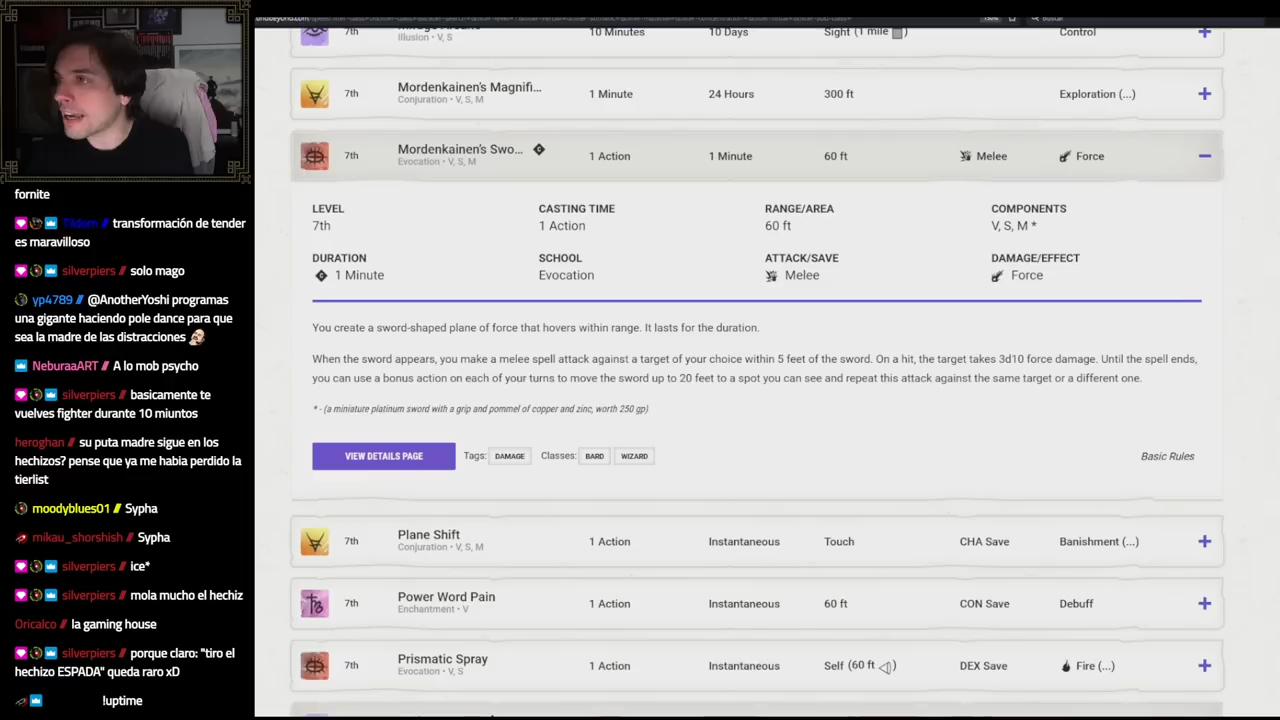 fornite
Tildom // transformación de tender
es maravilloso
silverpiers // solo mago
yp4789 // @AnotherYoshi programas
una gigante haciendo pole dance para que
sea la madre de las distracciones
NeburaaART // A lo mob psycho
silverpiers // basicamente te
vuelves fighter durante 10 miuntos
heroghan // su puta madre sigue en los
hechizos? pense que ya me habia perdido la
tierlist
moodyblues01 // Sypha
mikau_shorshish // Sypha
silverpiers // ice*
silverpiers // mola mucho el hechiz
Oricalco // la gaming house
silverpiers // porque claro: "tiro el
hechizo ESPADA" queda raro xD
!uptime
Illusion • V, S
7th 10 Minutes 10 Days Sight (1 mile) Control
Mordenkainen's Magnifi...
7th 1 Minute 24 Hours 300 ft Exploration (...)
Conjuration • V, S, M
Mordenkainen's Swo...
7th 1 Action 1 Minute 60 ft Melee Force
Evocation • V, S, M
LEVEL CASTING TIME RANGE/AREA COMPONENTS
7th 1 Action 60 ft V, S, M *
DURATION SCHOOL ATTACK/SAVE DAMAGE/EFFECT
1 Minute Evocation Melee Force
You create a sword-shaped plane of force that hovers within range. It lasts for the duration.
When the sword appears, you make a melee spell attack against a target of your choice within 5 feet of the sword. On a hit, the target takes 3d10 force damage. Until the spell ends,
you can use a bonus action on each of your turns to move the sword up to 20 feet to a spot you can see and repeat this attack against the same target or a different one.
* - (a miniature platinum sword with a grip and pommel of copper and zinc, worth 250 gp)
VIEW DETAILS PAGE Tags: DAMAGE Classes: BARD WIZARD Basic Rules
Plane Shift
7th 1 Action Instantaneous Touch CHA Save Banishment (...)
Conjuration • V, S, M
Power Word Pain
7th 1 Action Instantaneous 60 ft CON Save Debuff
Enchantment • V
Prismatic Spray
7th 1 Action Instantaneous Self (60 ft) DEX Save Fire (...)
Evocation • V, S